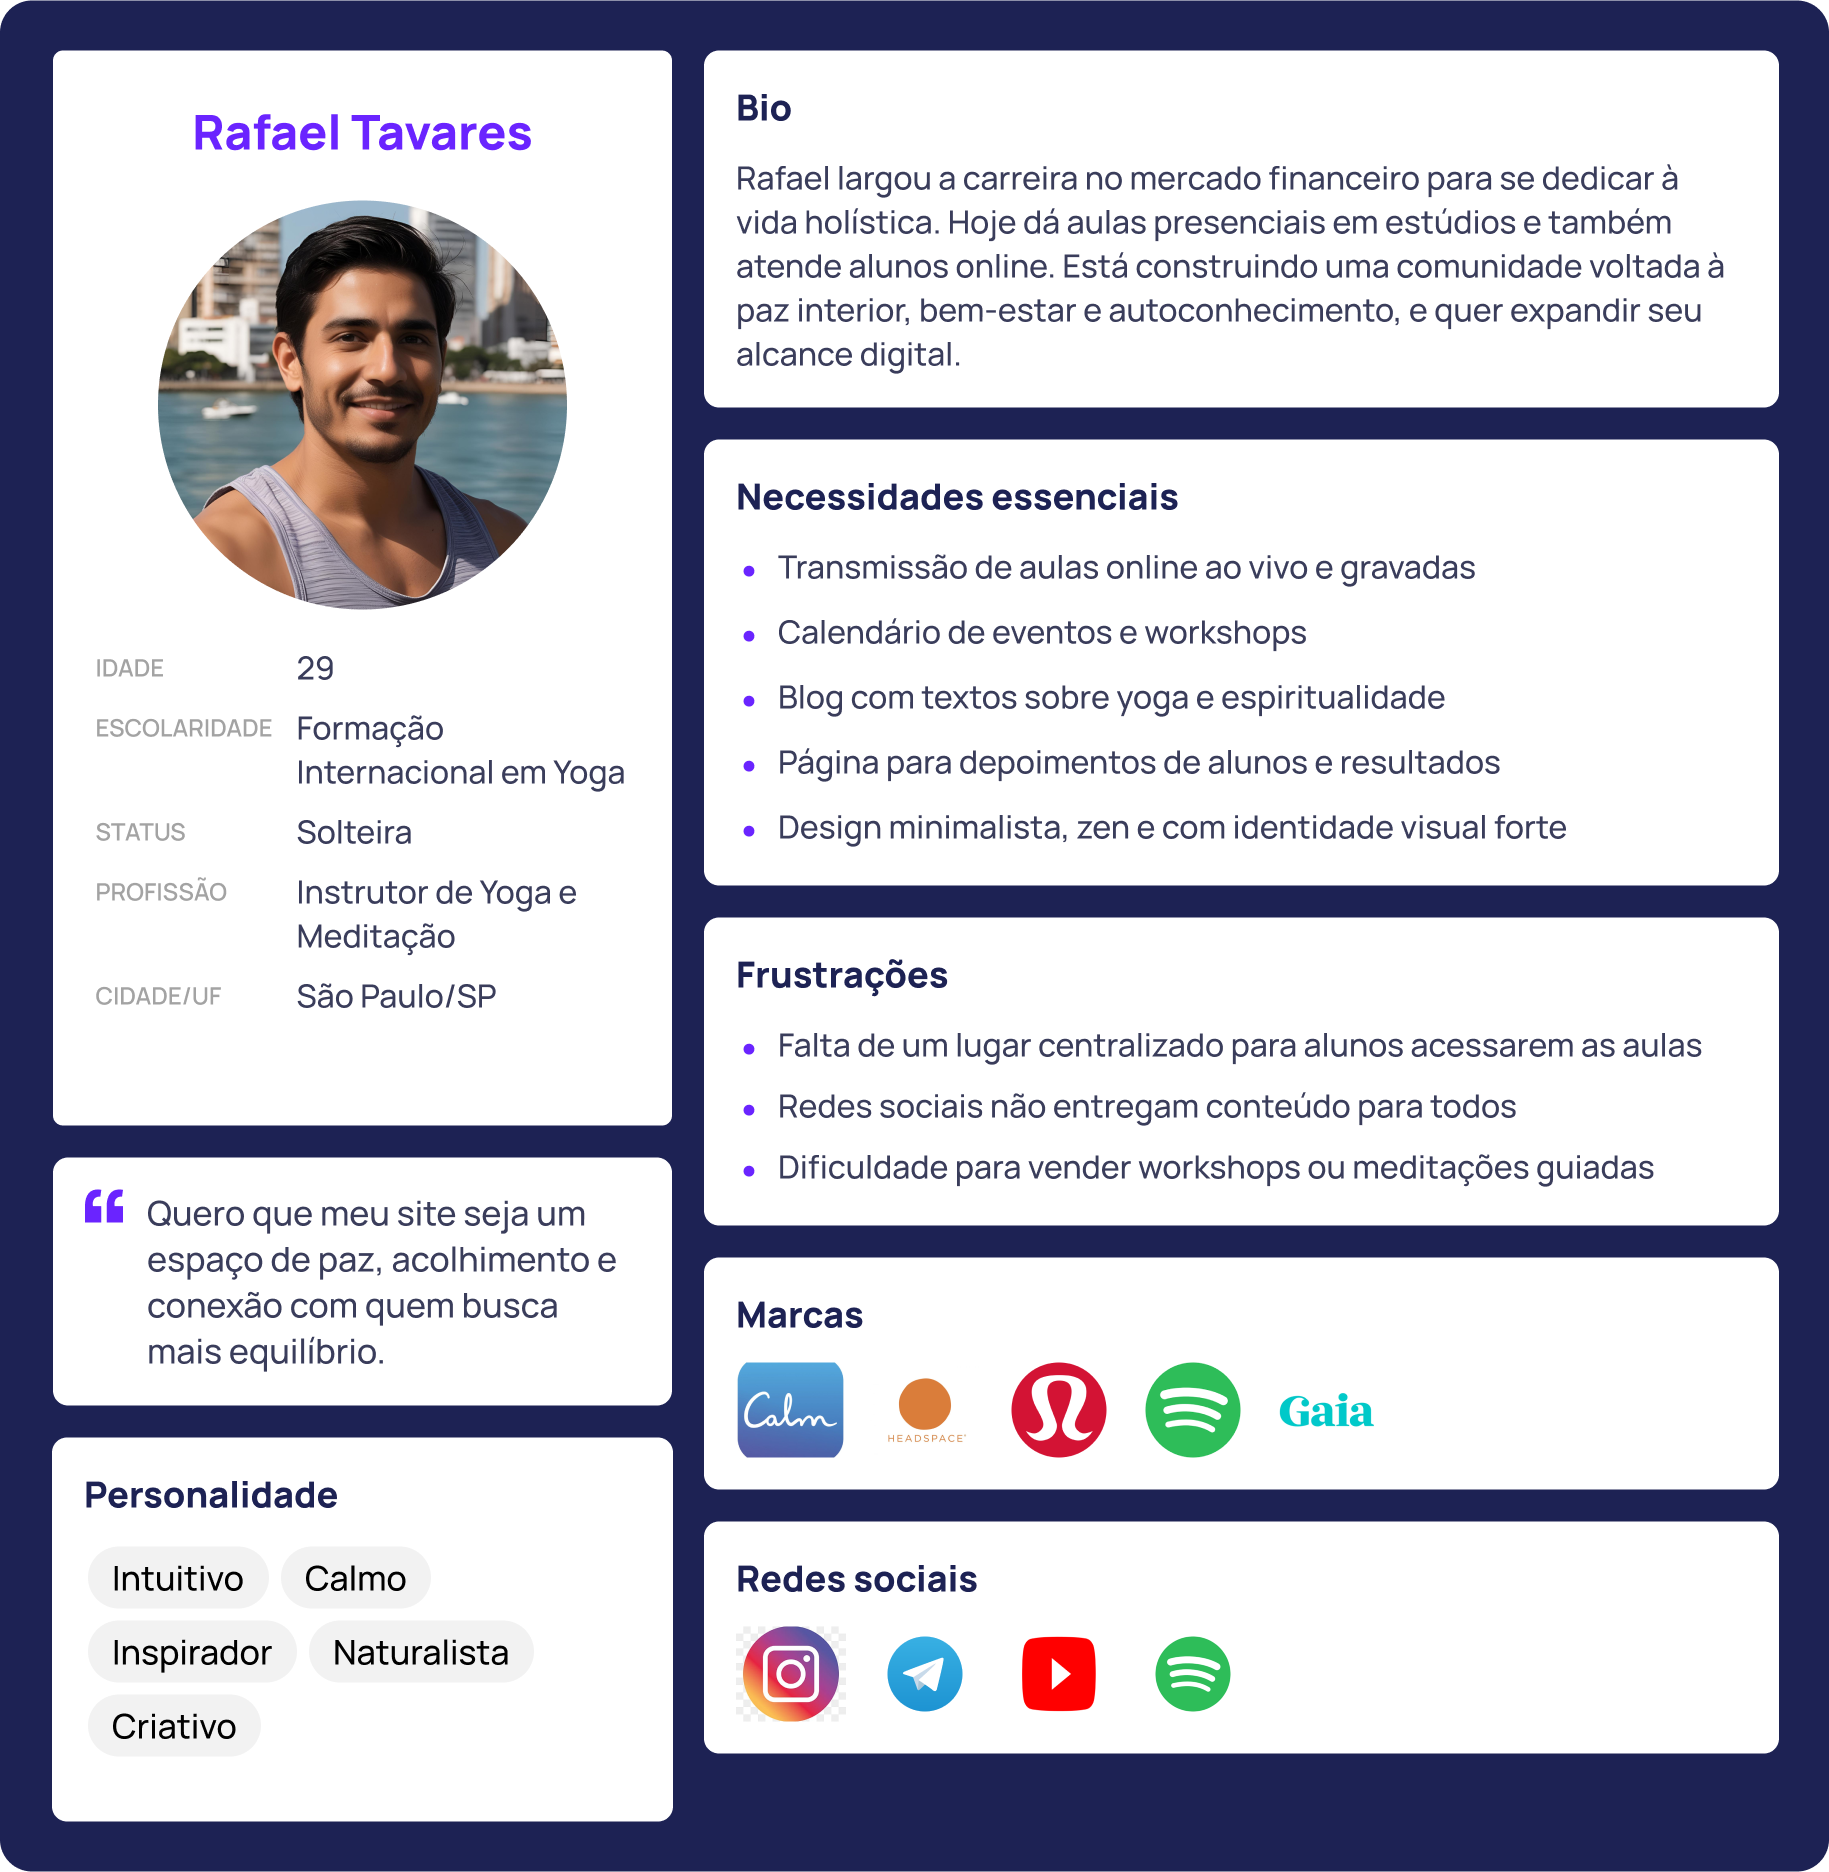 Rafael Tavares
IDADE 29
ESCOLARIDADE Formação
Internacional em Yoga
STATUS Solteira
PROFISSÃO Instrutor de Yoga e
Meditação
CIDADE/UF São Paulo/SP
Quero que meu site seja um
espaço de paz, acolhimento e
conexão com quem busca
mais equilíbrio.
Personalidade
Intuitivo Calmo
Inspirador Naturalista
Criativo
Bio
Rafael largou a carreira no mercado financeiro para se dedicar à
vida holística. Hoje dá aulas presenciais em estúdios e também
atende alunos online. Está construindo uma comunidade voltada à
paz interior, bem-estar e autoconhecimento, e quer expandir seu
alcance digital.
Necessidades essenciais
• Transmissão de aulas online ao vivo e gravadas
• Calendário de eventos e workshops
• Blog com textos sobre yoga e espiritualidade
• Página para depoimentos de alunos e resultados
• Design minimalista, zen e com identidade visual forte
Frustrações
• Falta de um lugar centralizado para alunos acessarem as aulas
• Redes sociais não entregam conteúdo para todos
• Dificuldade para vender workshops ou meditações guiadas
Marcas
Calm HEADSPACE Gaia
Redes sociais